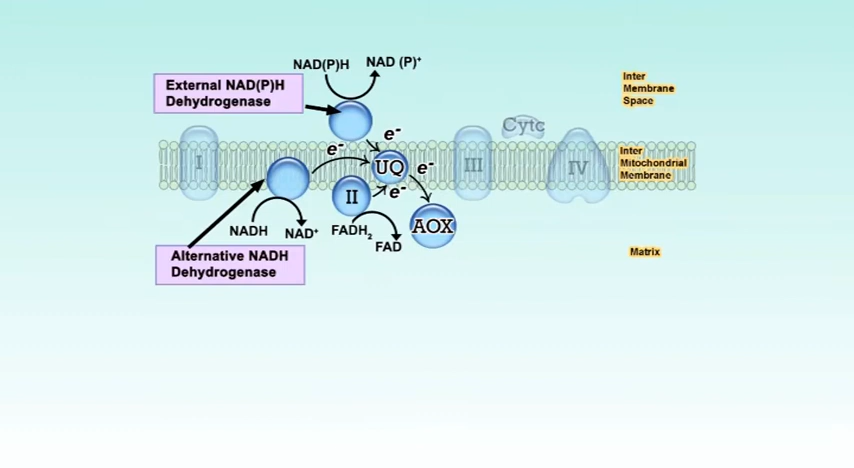 NAD(P)H NAD (P)⁺
External NAD(P)H
Dehydrogenase
Inter
Membrane
Space
Cytc
e⁻
e⁻
I
UQ
e⁻
III
IV
Inter
Mitochondrial
Membrane
II
e⁻
NADH
NAD⁺
FADH₂
FAD
AOX
Alternative NADH
Dehydrogenase
Matrix